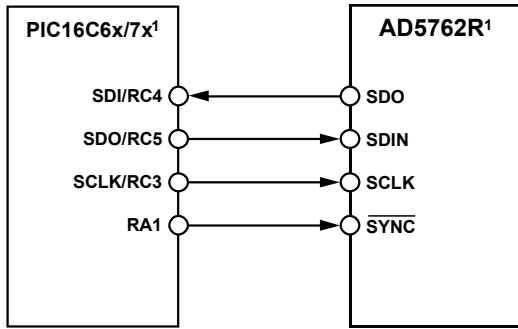 PIC16C6x/7x¹ AD5762R¹
SDI/RC4 SDO
SDO/RC5 SDIN
SCLK/RC3 SCLK
RA1 SYNC